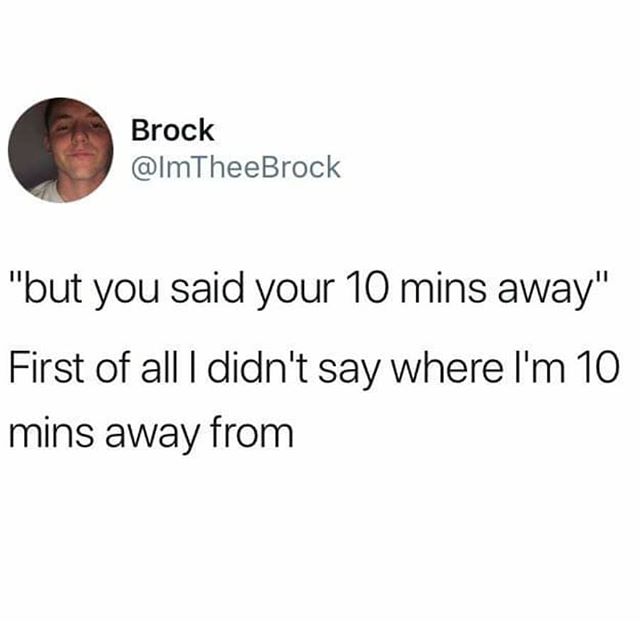 Brock
@ImTheeBrock
"but you said your 10 mins away"
First of all I didn't say where I'm 10
mins away from